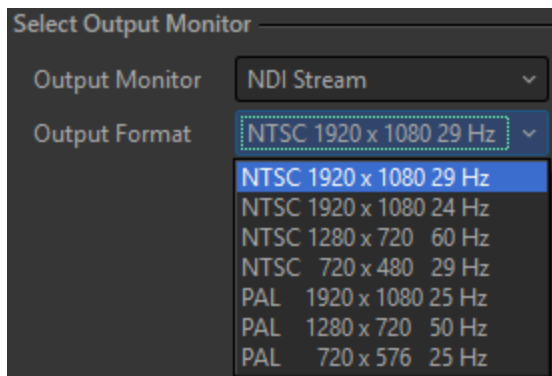 Select Output Monitor
Output Monitor NDI Stream
Output Format NTSC 1920 x 1080 29 Hz
NTSC 1920 x 1080 29 Hz
NTSC 1920 x 1080 24 Hz
NTSC 1280 x 720 60 Hz
NTSC 720 x 480 29 Hz
PAL 1920 x 1080 25 Hz
PAL 1280 x 720 50 Hz
PAL 720 x 576 25 Hz